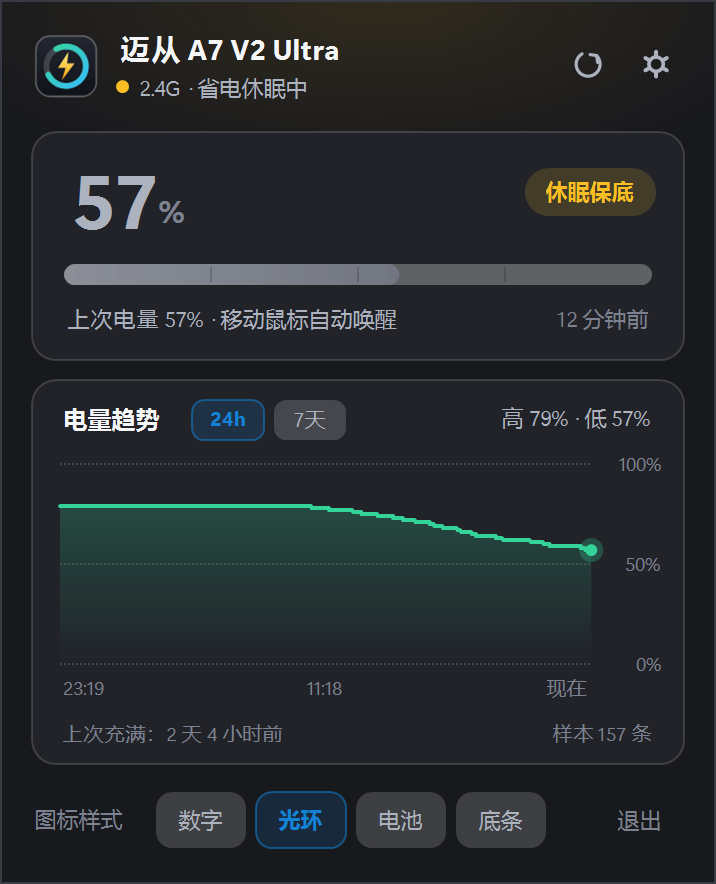 迈从 A7 V2 Ultra
2.4G · 省电休眠中
57%
休眠保底
上次电量 57% · 移动鼠标自动唤醒
12 分钟前
电量趋势
24h
7天
高 79% · 低 57%
100%
50%
0%
23:19
11:18
现在
上次充满：2 天 4 小时前
样本 157 条
图标样式
数字
光环
电池
底条
退出